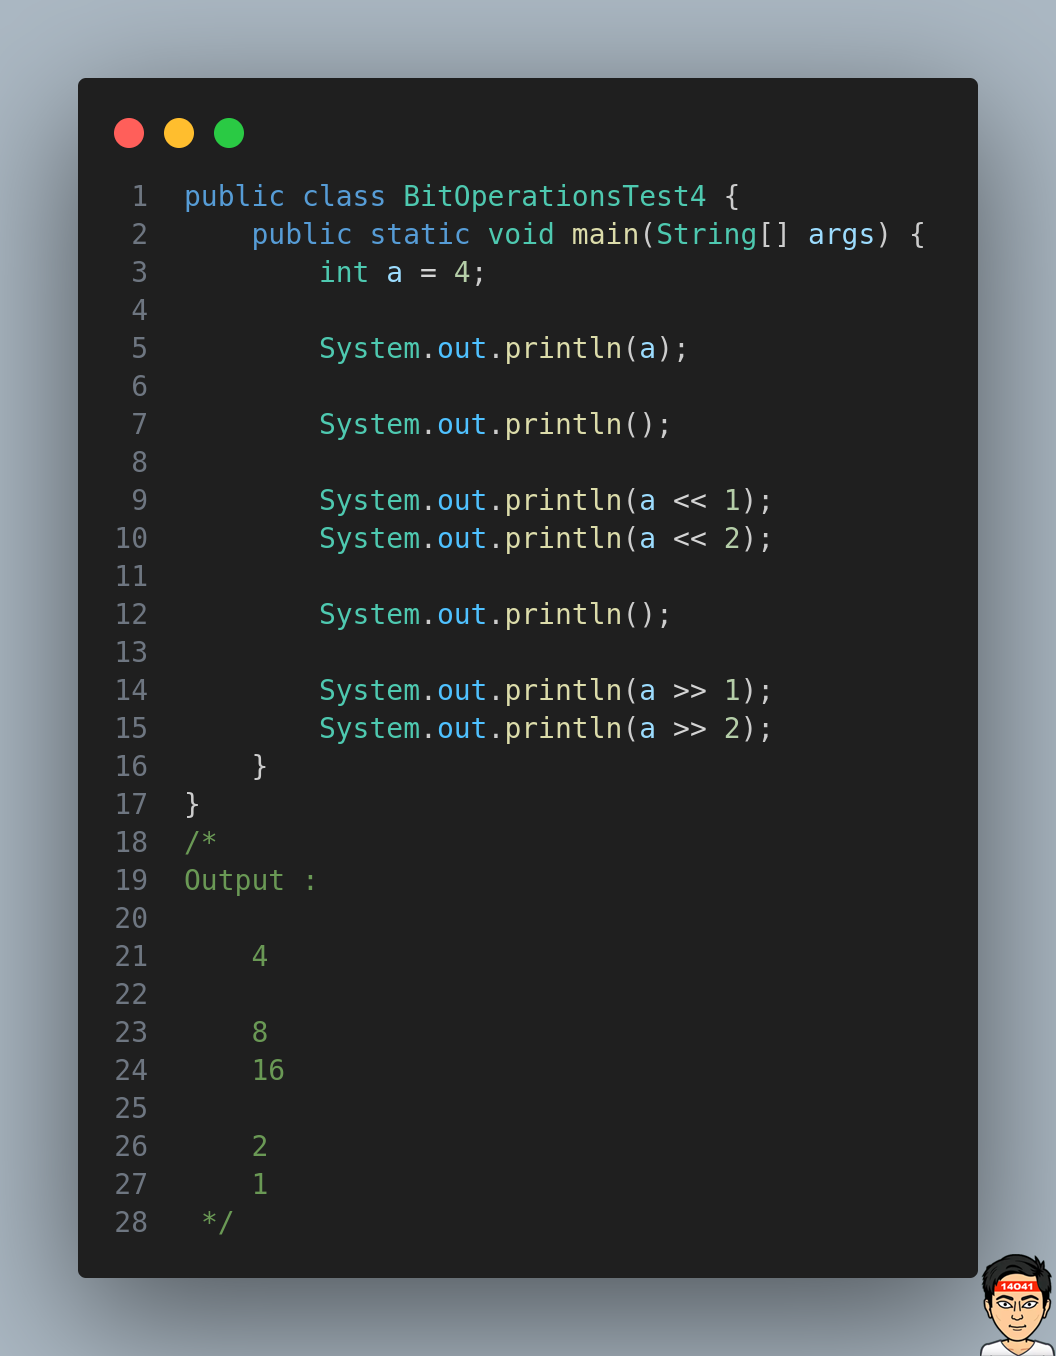 1 public class BitOperationsTest4 {
2     public static void main(String[] args) {
3         int a = 4;
4
5         System.out.println(a);
6
7         System.out.println();
8
9         System.out.println(a << 1);
10         System.out.println(a << 2);
11
12         System.out.println();
13
14         System.out.println(a >> 1);
15         System.out.println(a >> 2);
16     }
17 }
18 /*
19 Output :
20
21     4
22
23     8
24     16
25
26     2
27     1
28  */
14041